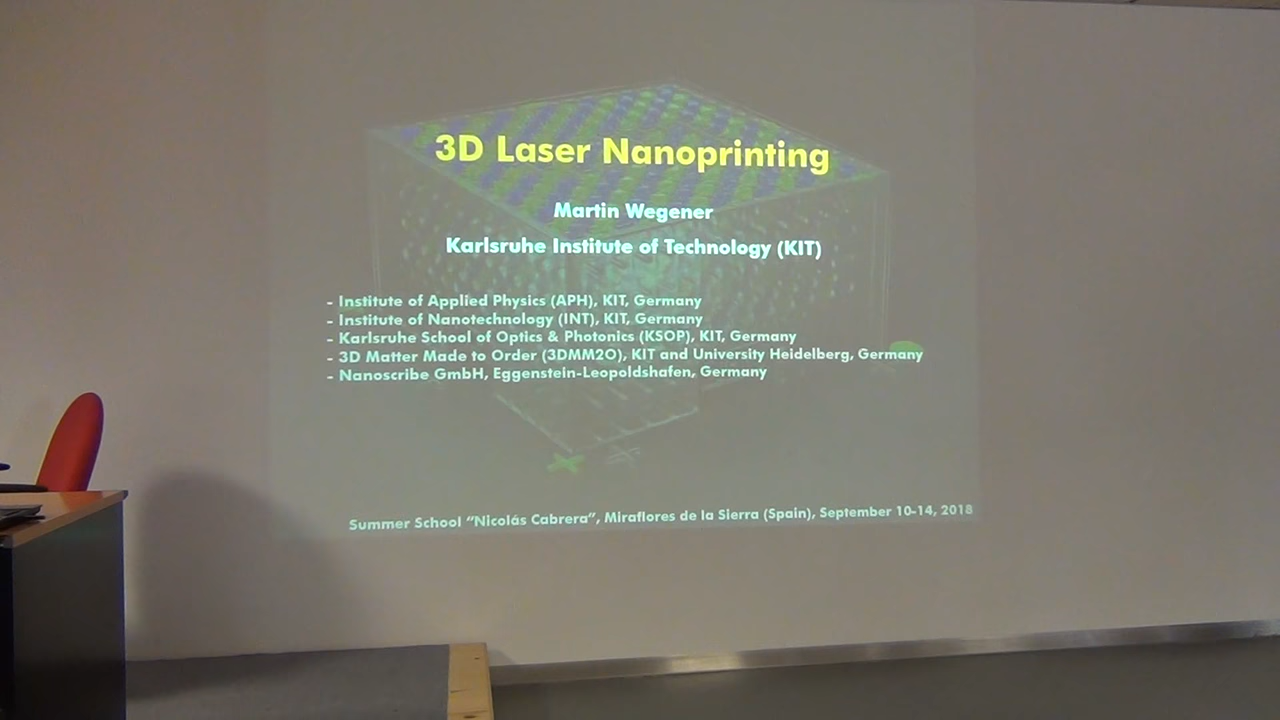 3D Laser Nanoprinting
Martin Wegener
Karlsruhe Institute of Technology (KIT)
- Institute of Applied Physics (APH), KIT, Germany
- Institute of Nanotechnology (INT), KIT, Germany
- Karlsruhe School of Optics & Photonics (KSOP), KIT, Germany
- 3D Matter Made to Order (3DMM2O), KIT and University Heidelberg, Germany
- Nanoscribe GmbH, Eggenstein-Leopoldshafen, Germany
Summer School “Nicolás Cabrera”, Miraflores de la Sierra (Spain), September 10-14, 2018